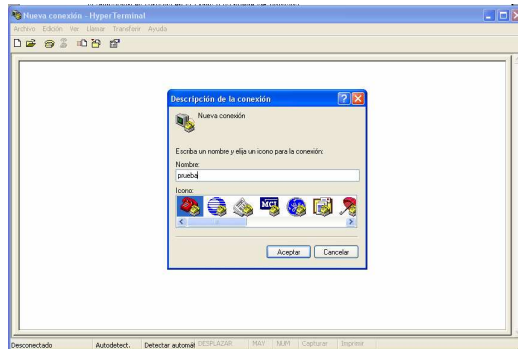 Nueva conexión - HyperTerminal
Archivo Edición Ver Llamar Transferir Ayuda
Descripción de la conexión
Nueva conexión
Escriba un nombre y elija un icono para la conexión:
Nombre:
prueba
Icono:
MCI
Aceptar Cancelar
Desconectado Autodetect. Detectar automát DESPLAZAR MAY NUM Capturar Imprimir